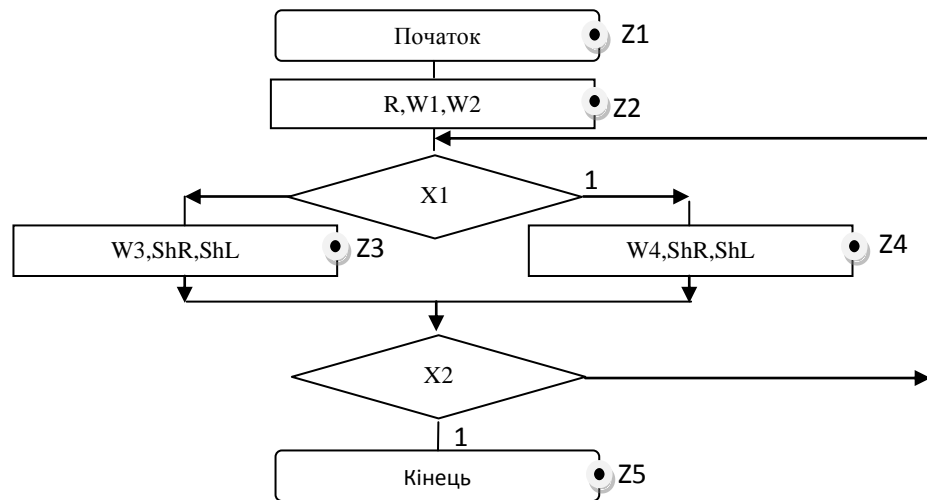 Початок
Z1
R,W1,W2
Z2
X1
1
W3,ShR,ShL
Z3
W4,ShR,ShL
Z4
X2
1
Кінець
Z5